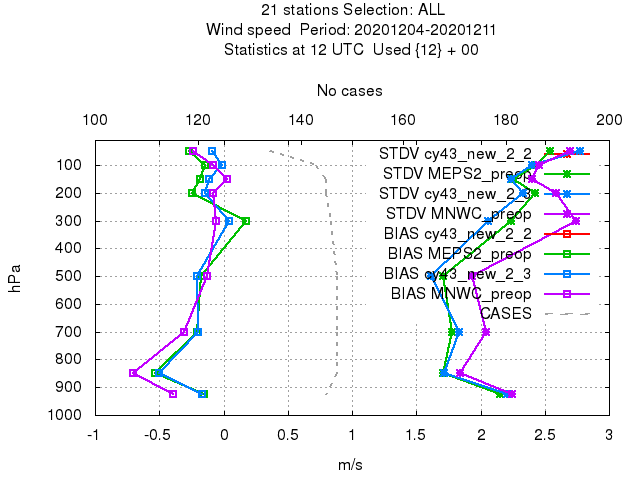 21 stations Selection: ALL
Wind speed  Period: 20201204-20201211
Statistics at 12 UTC  Used {12} + 00
No cases
100 120 140 160 180 200
STDV cy43_new_2_2
STDV MEPS2_preop
STDV cy43_new_2_3
STDV MNWC_preop
BIAS cy43_new_2_2
BIAS MEPS2_preop
BIAS cy43_new_2_3
BIAS MNWC_preop
CASES
100
200
300
400
500
600
700
800
900
1000
hPa
-1 -0.5 0 0.5 1 1.5 2 2.5 3
m/s